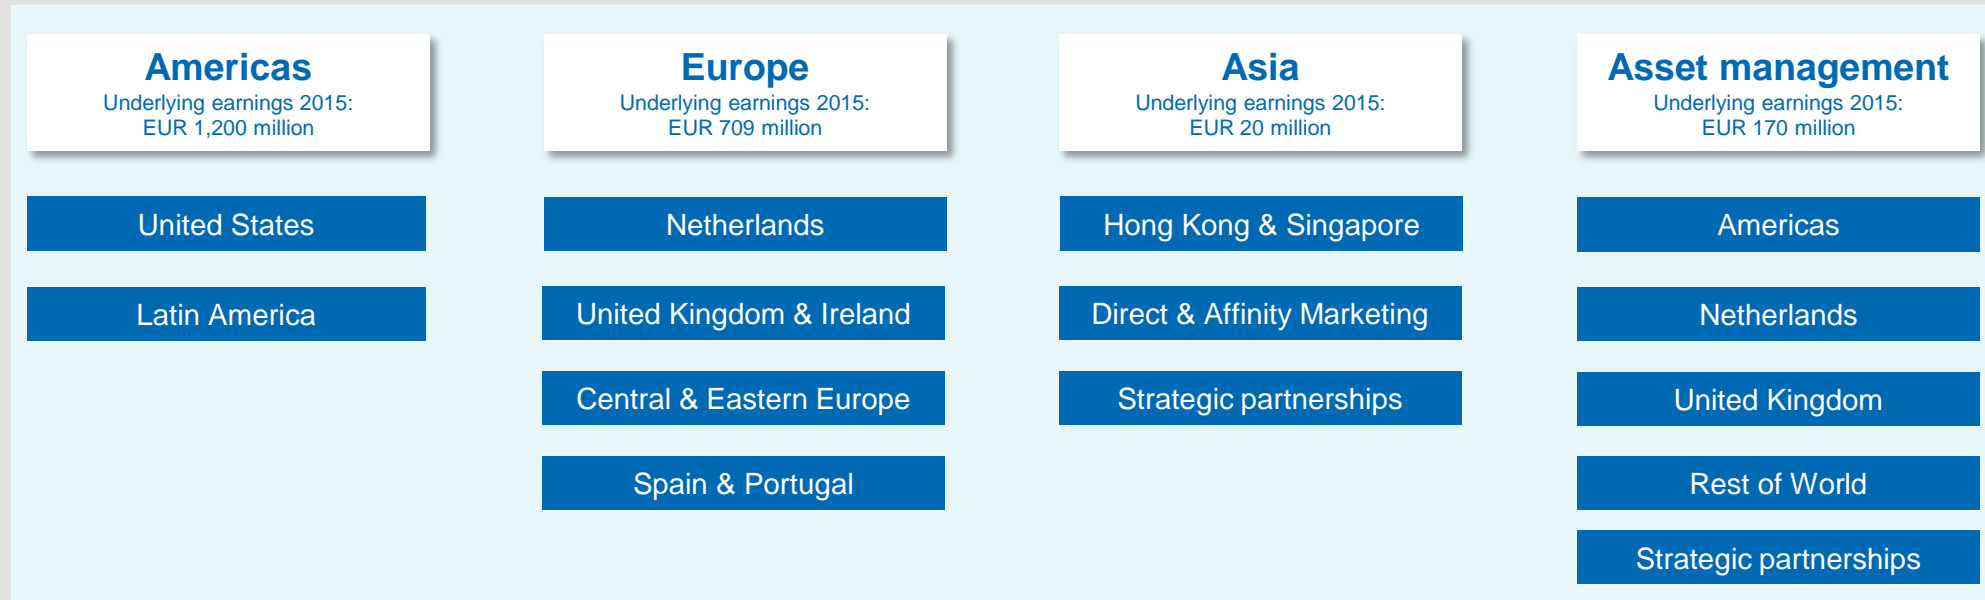 Americas
Underlying earnings 2015:
EUR 1,200 million
United States
Latin America
Europe
Underlying earnings 2015:
EUR 709 million
Netherlands
United Kingdom & Ireland
Central & Eastern Europe
Spain & Portugal
Asia
Underlying earnings 2015:
EUR 20 million
Hong Kong & Singapore
Direct & Affinity Marketing
Strategic partnerships
Asset management
Underlying earnings 2015:
EUR 170 million
Americas
Netherlands
United Kingdom
Rest of World
Strategic partnerships